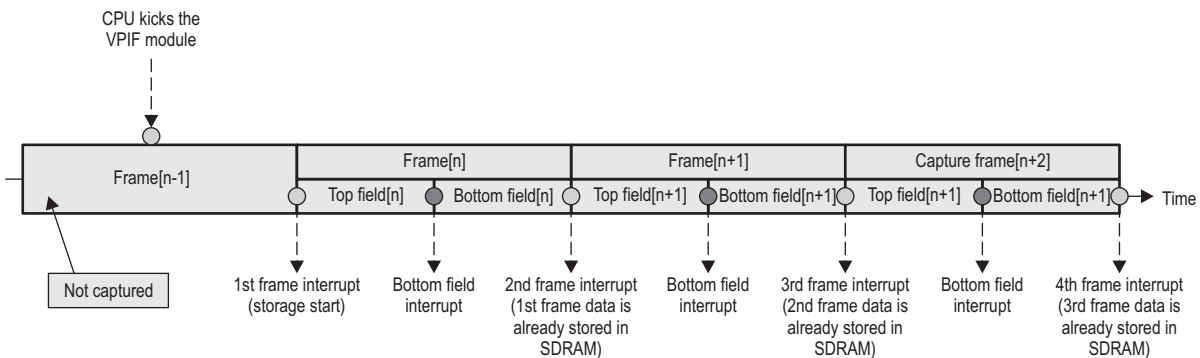 CPU kicks the
VPIF module
Frame[n-1]
Frame[n]
Frame[n+1]
Capture frame[n+2]
Top field[n]
Bottom field[n]
Top field[n+1]
Bottom field[n+1]
Top field[n+1]
Bottom field[n+1]
Time
Not captured
1st frame interrupt
(storage start)
Bottom field
interrupt
2nd frame interrupt
(1st frame data is
already stored in
SDRAM)
Bottom field
interrupt
3rd frame interrupt
(2nd frame data is
already stored in
SDRAM)
Bottom field
interrupt
4th frame interrupt
(3rd frame data is
already stored in
SDRAM)